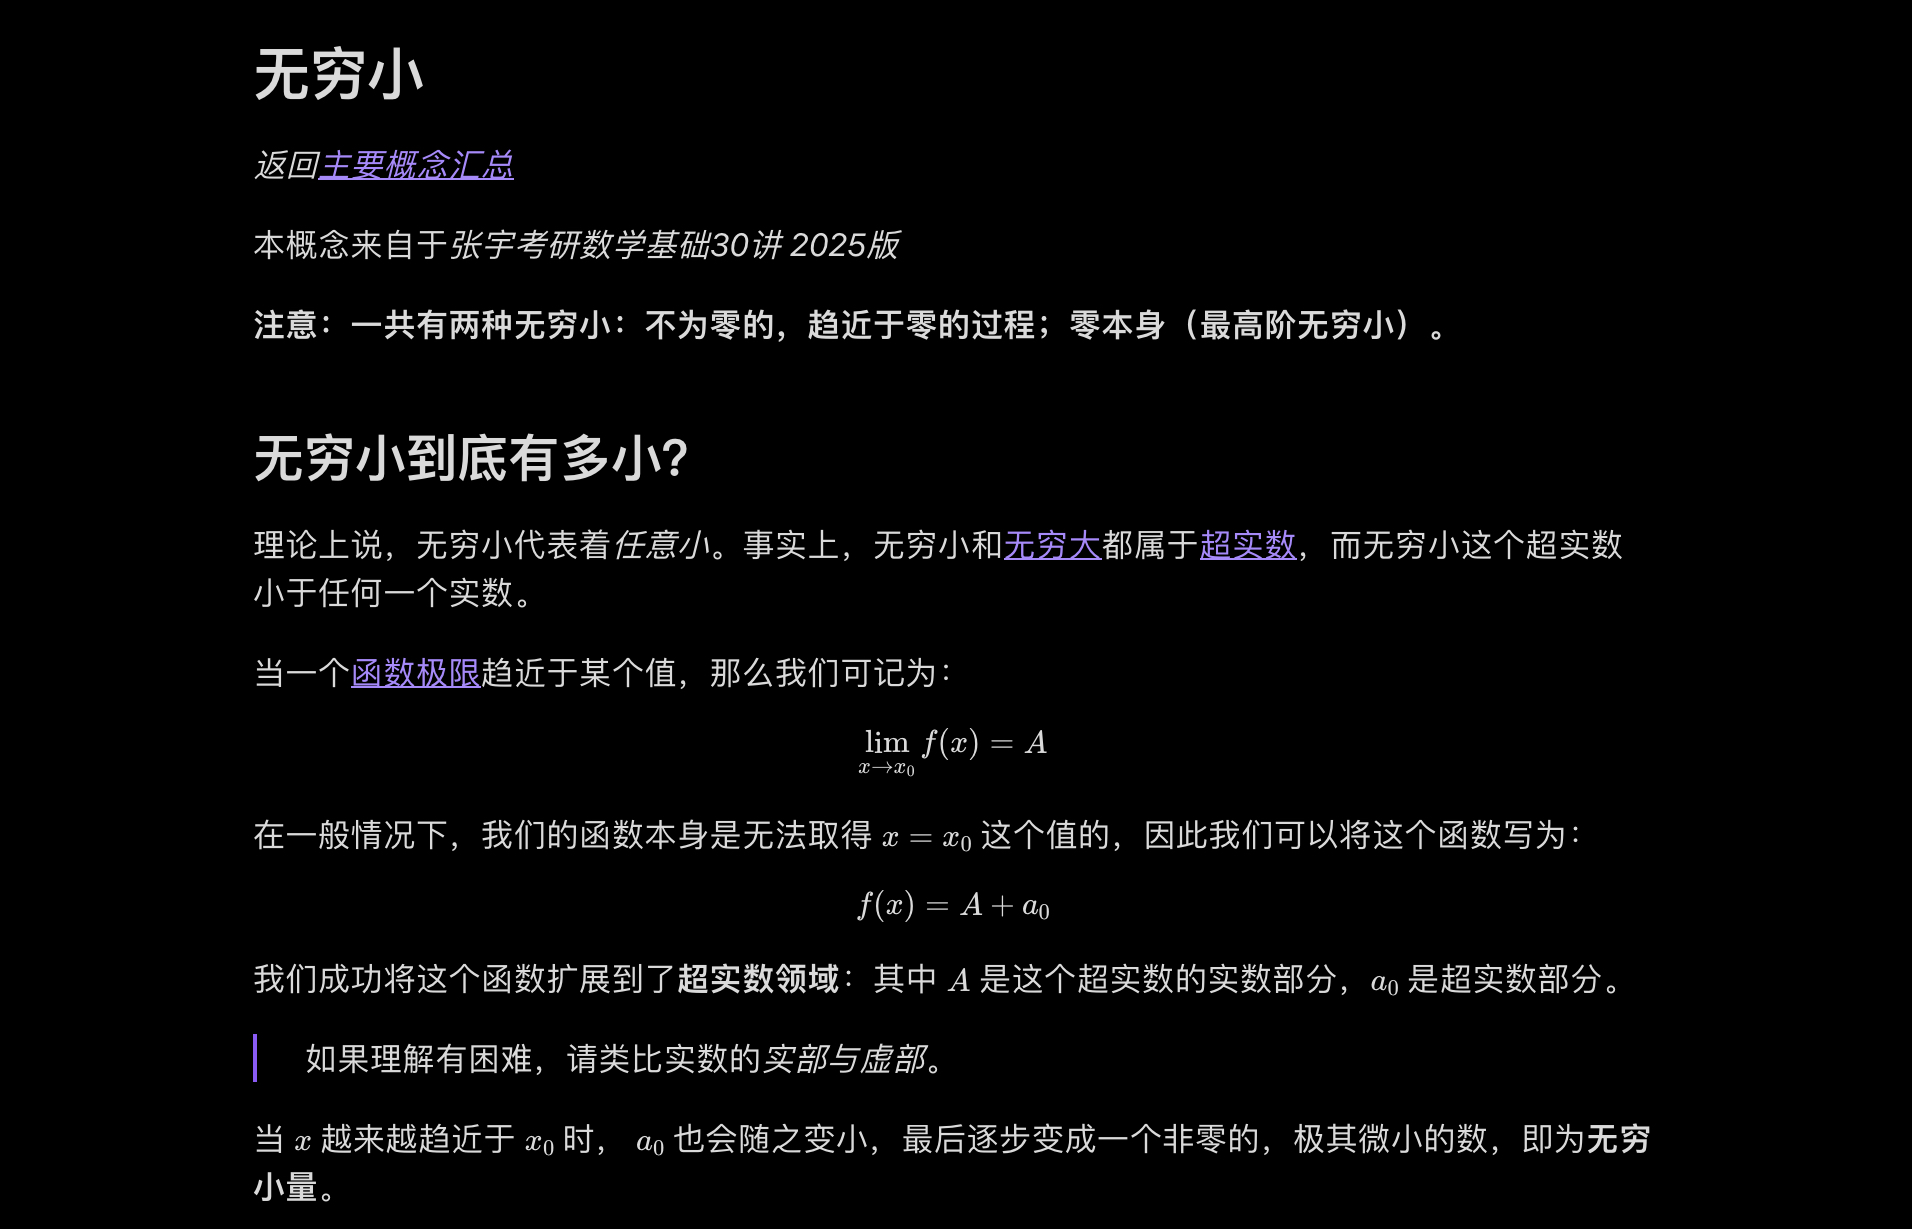 无穷小
返回主要概念汇总
本概念来自于张宇考研数学基础30讲 2025版
注意：一共有两种无穷小：不为零的，趋近于零的过程；零本身（最高阶无穷小）。
无穷小到底有多小？
理论上说，无穷小代表着任意小。事实上，无穷小和无穷大都属于超实数，而无穷小这个超实数
小于任何一个实数。
当一个函数极限趋近于某个值，那么我们可记为：
lim f(x) = A
x→x₀
在一般情况下，我们的函数本身是无法取得 x = x₀ 这个值的，因此我们可以将这个函数写为：
f(x) = A + a₀
我们成功将这个函数扩展到了超实数领域：其中 A 是这个超实数的实数部分，a₀ 是超实数部分。
如果理解有困难，请类比实数的实部与虚部。
当 x 越来越趋近于 x₀ 时， a₀ 也会随之变小，最后逐步变成一个非零的，极其微小的数，即为无穷
小量。